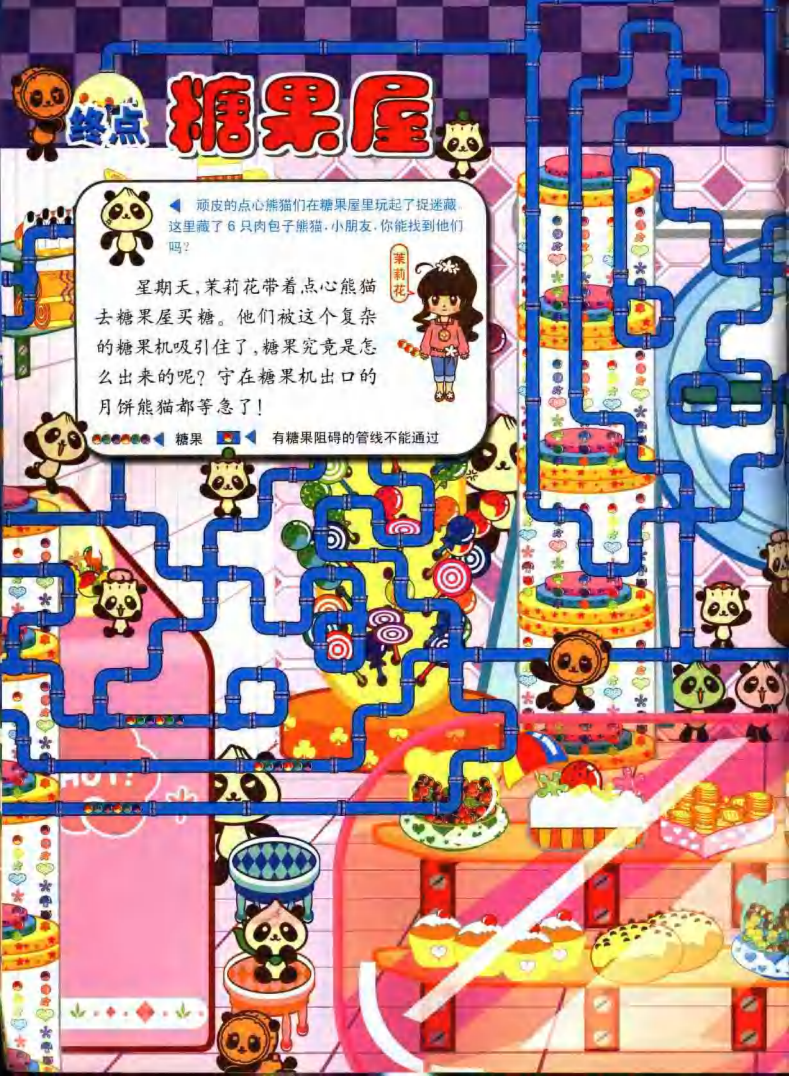 终点
糖果屋
顽皮的点心熊猫们在糖果屋里玩起了捉迷藏,
这里藏了 6 只肉包子熊猫,小朋友,你能找到他们
吗?
茉莉花
星期天,茉莉花带着点心熊猫
去糖果屋买糖。他们被这个复杂
的糖果机吸引住了,糖果究竟是怎
么出来的呢?守在糖果机出口的
月饼熊猫都等急了!
糖果
有糖果阻碍的管线不能通过